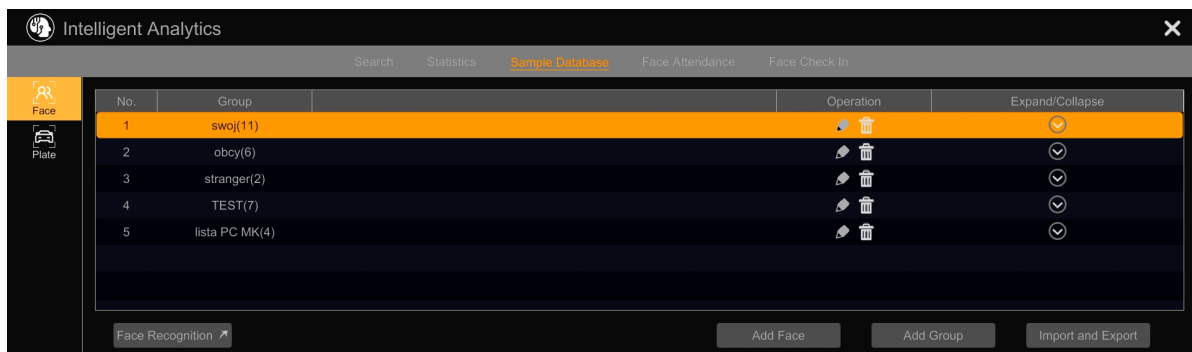 Intelligent Analytics
Search Statistics Sample Database Face Attendance Face Check In
Face
Plate
No. Group Operation Expand/Collapse
1 swoj(11)
2 obcy(6)
3 stranger(2)
4 TEST(7)
5 lista PC MK(4)
Face Recognition Add Face Add Group Import and Export